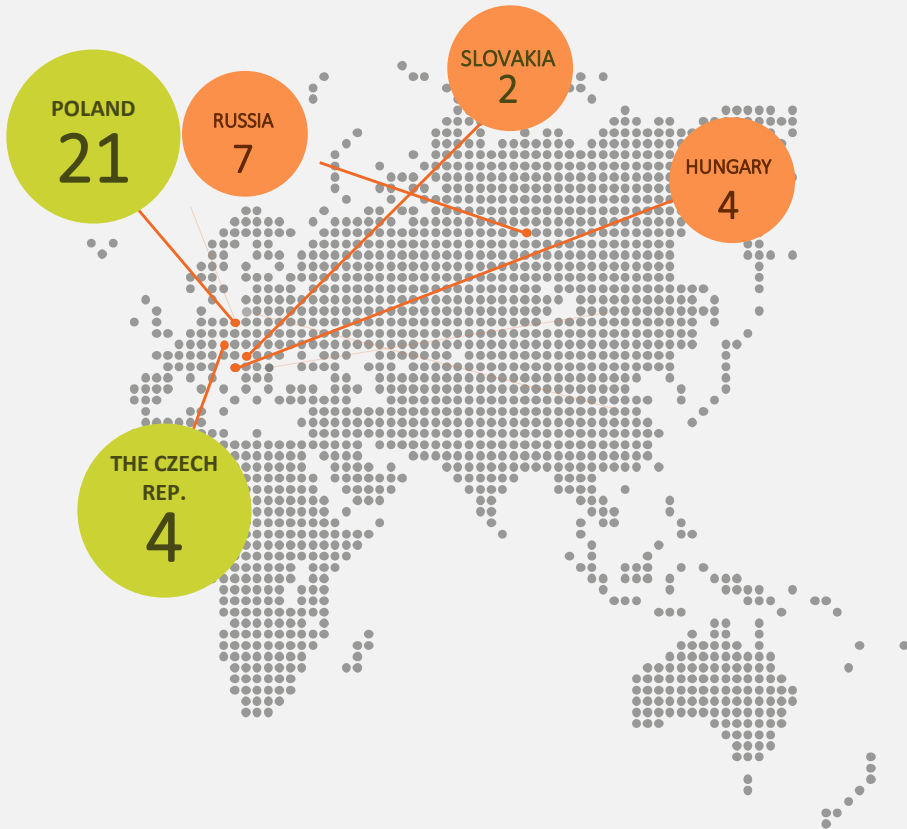 POLAND
21
RUSSIA
7
SLOVAKIA
2
HUNGARY
4
THE CZECH
REP.
4